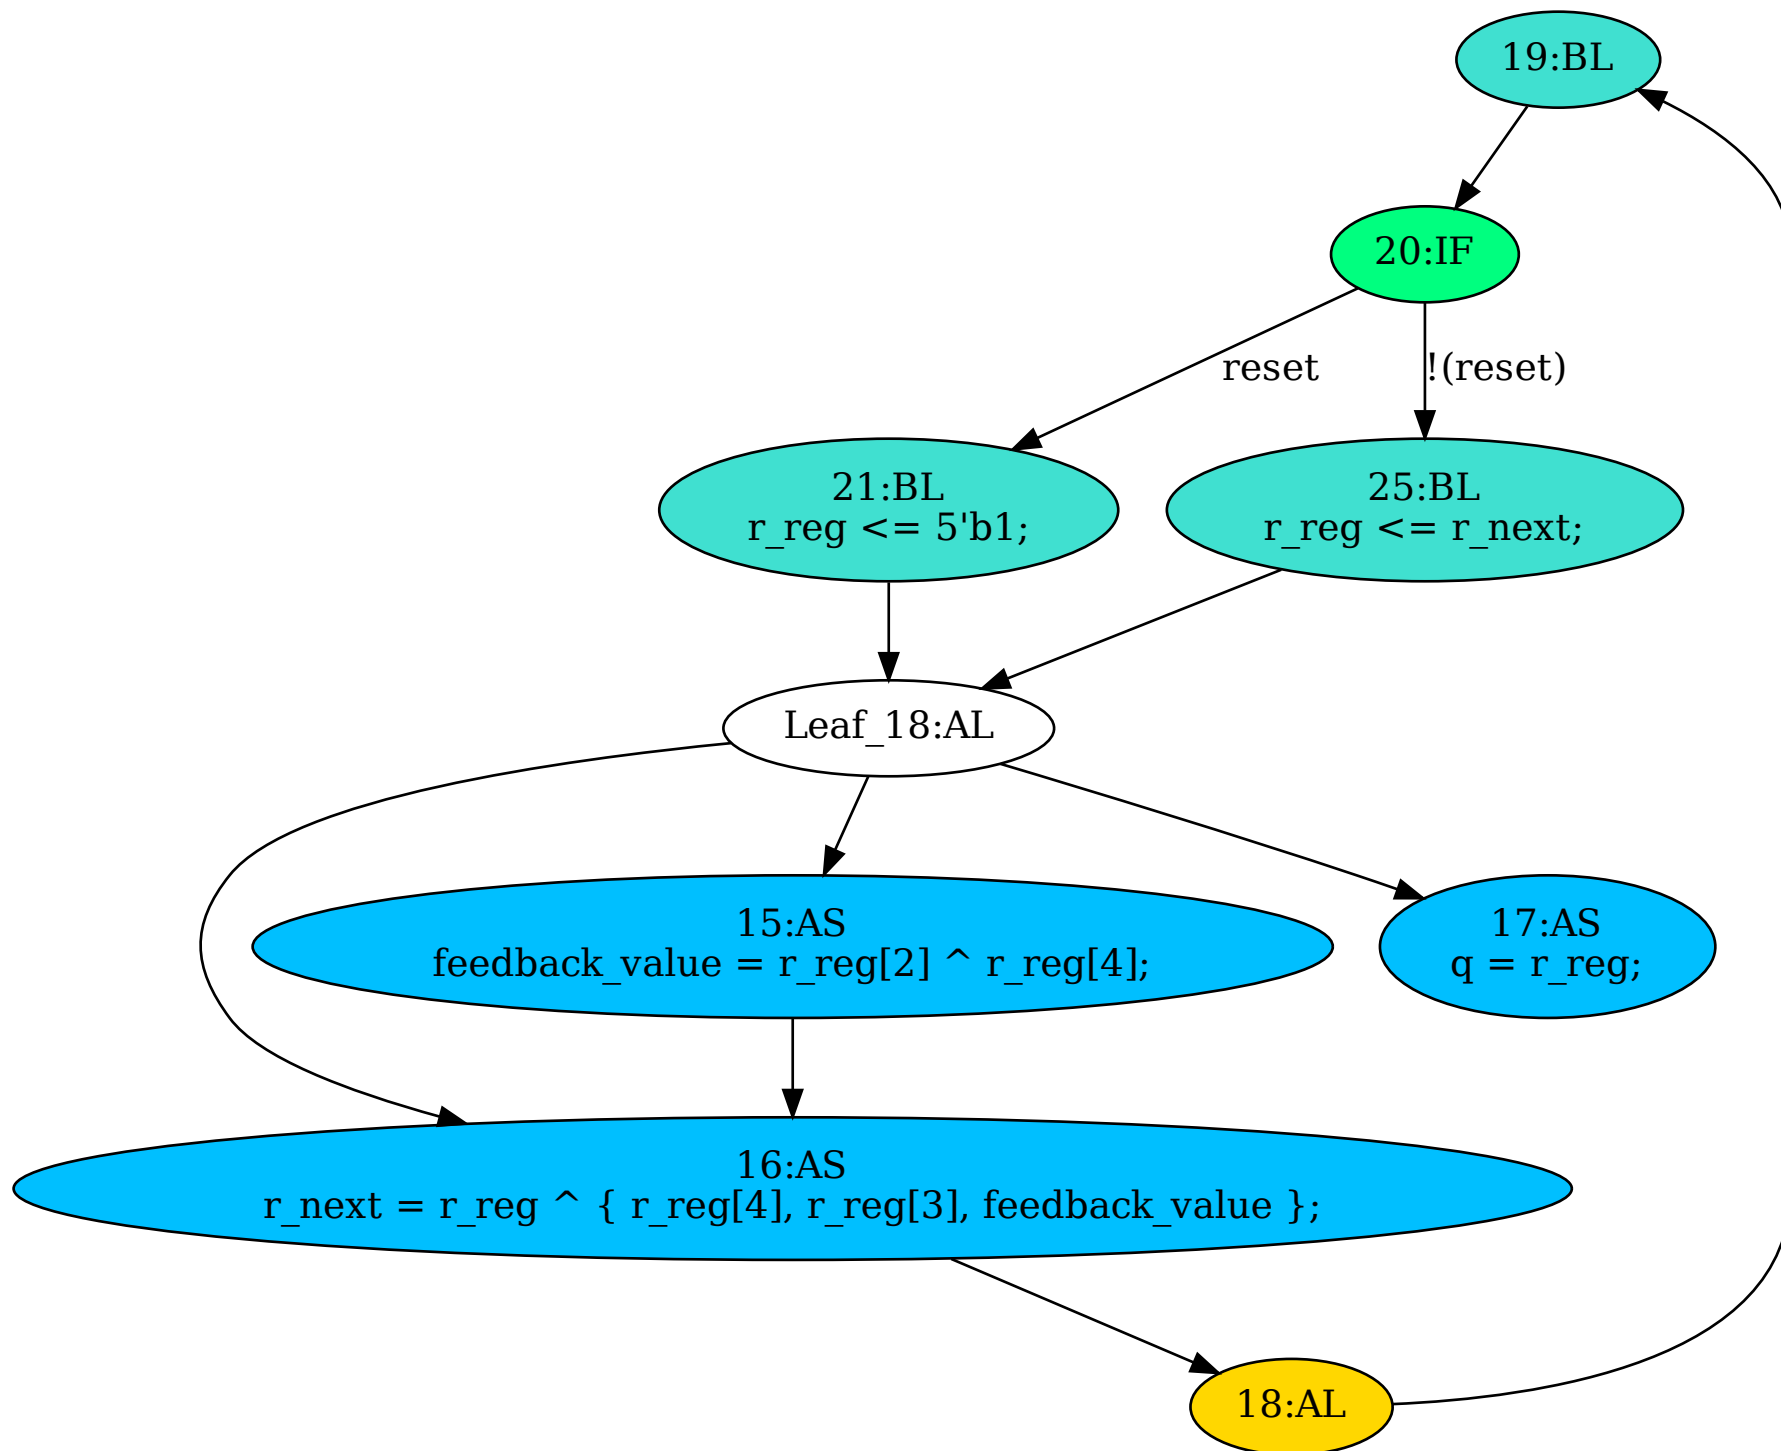 19:BL
20:IF
reset
!(reset)
21:BL
r_reg <= 5'b1;
25:BL
r_reg <= r_next;
Leaf_18:AL
15:AS
feedback_value = r_reg[2] ^ r_reg[4];
17:AS
q = r_reg;
16:AS
r_next = r_reg ^ { r_reg[4], r_reg[3], feedback_value };
18:AL